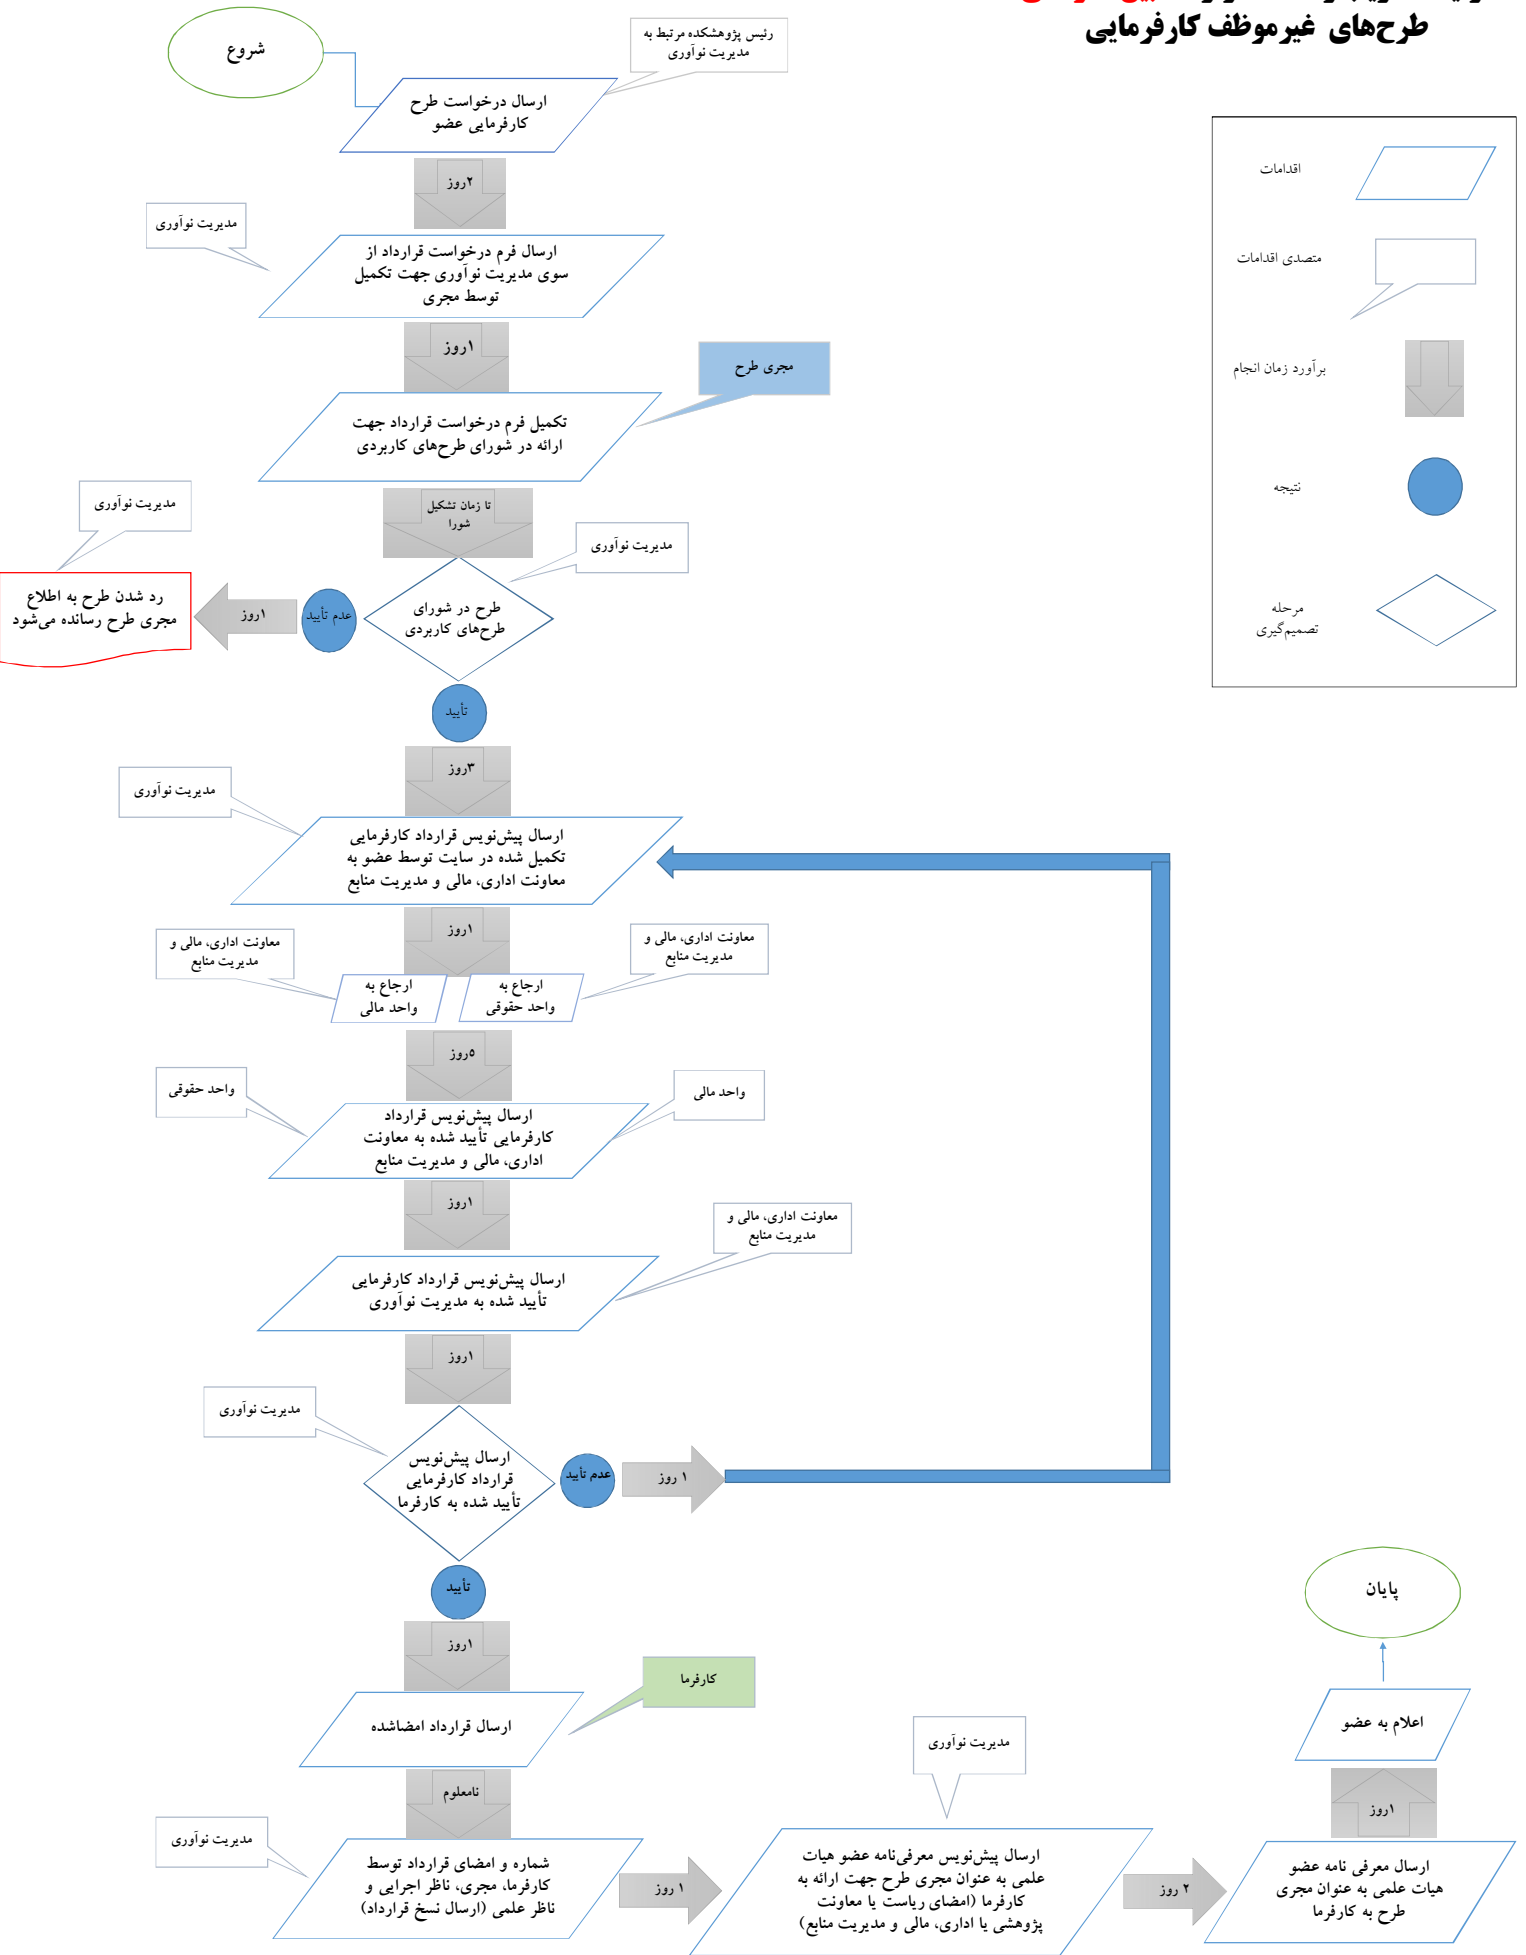 طرح‌های غیرموظف کارفرمایی
شروع
رئیس پژوهشکده مرتبط به
مدیریت نوآوری
ارسال درخواست طرح
کارفرمایی عضو
۲روز
مدیریت نوآوری
ارسال فرم درخواست قرارداد از
سوی مدیریت نوآوری جهت تکمیل
توسط مجری
۱روز
مجری طرح
تکمیل فرم درخواست قرارداد جهت
ارائه در شورای طرح‌های کاربردی
تا زمان تشکیل
شورا
مدیریت نوآوری
مدیریت نوآوری
طرح در شورای
طرح‌های کاربردی
عدم تأیید
۱روز
رد شدن طرح به اطلاع
مجری طرح رسانده می‌شود
تأیید
۳روز
مدیریت نوآوری
ارسال پیش‌نویس قرارداد کارفرمایی
تکمیل شده در سایت توسط عضو به
معاونت اداری، مالی و مدیریت منابع
۱روز
معاونت اداری، مالی و
مدیریت منابع
معاونت اداری، مالی و
مدیریت منابع
ارجاع به
واحد حقوقی
ارجاع به
واحد مالی
۵روز
واحد مالی
واحد حقوقی
ارسال پیش‌نویس قرارداد
کارفرمایی تأیید شده به معاونت
اداری، مالی و مدیریت منابع
۱روز
معاونت اداری، مالی و
مدیریت منابع
ارسال پیش‌نویس قرارداد کارفرمایی
تأیید شده به مدیریت نوآوری
۱روز
مدیریت نوآوری
ارسال پیش‌نویس
قرارداد کارفرمایی
تأیید شده به کارفرما
عدم تأیید
۱ روز
تأیید
۱روز
کارفرما
ارسال قرارداد امضاشده
نامعلوم
مدیریت نوآوری
شماره و امضای قرارداد توسط
کارفرما، مجری، ناظر اجرایی و
ناظر علمی (ارسال نسخ قرارداد)
۱ روز
مدیریت نوآوری
ارسال پیش‌نویس معرفی‌نامه عضو هیات
علمی به عنوان مجری طرح جهت ارائه به
کارفرما (امضای ریاست یا معاونت
پژوهشی یا اداری، مالی و مدیریت منابع)
۲ روز
ارسال معرفی نامه عضو
هیات علمی به عنوان مجری
طرح به کارفرما
۱روز
اعلام به عضو
پایان
اقدامات
متصدی اقدامات
برآورد زمان انجام
نتیجه
مرحله
تصمیم‌گیری